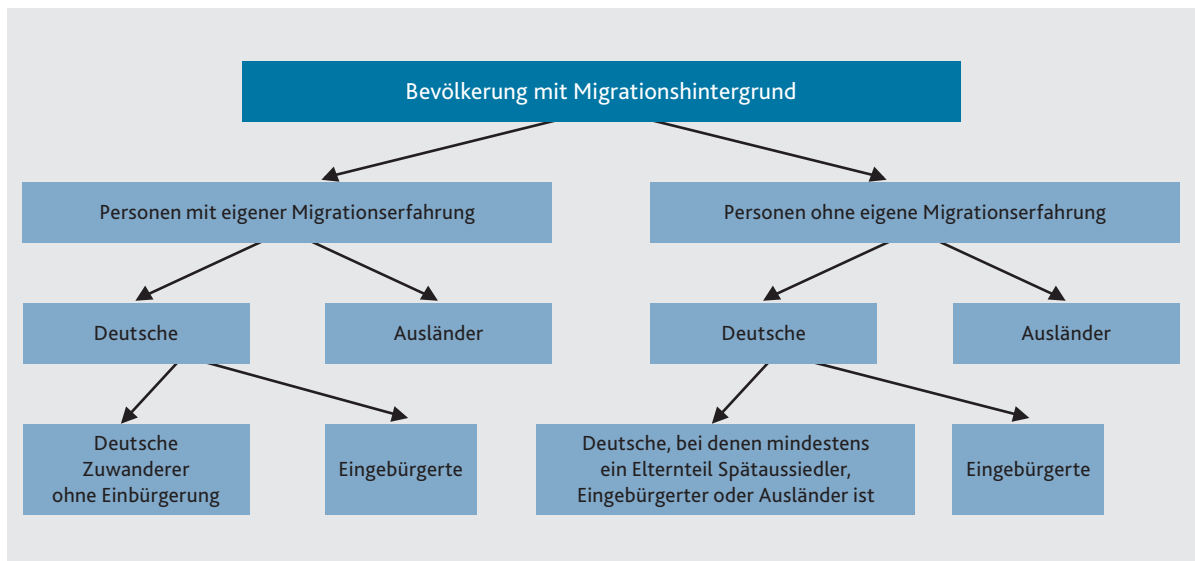 Bevölkerung mit Migrationshintergrund
Personen mit eigener Migrationserfahrung
Personen ohne eigene Migrationserfahrung
Deutsche
Ausländer
Deutsche
Ausländer
Deutsche
Zuwanderer
ohne Einbürgerung
Eingebürgerte
Deutsche, bei denen mindestens
ein Elternteil Spätaussiedler,
Eingebürgerter oder Ausländer ist
Eingebürgerte